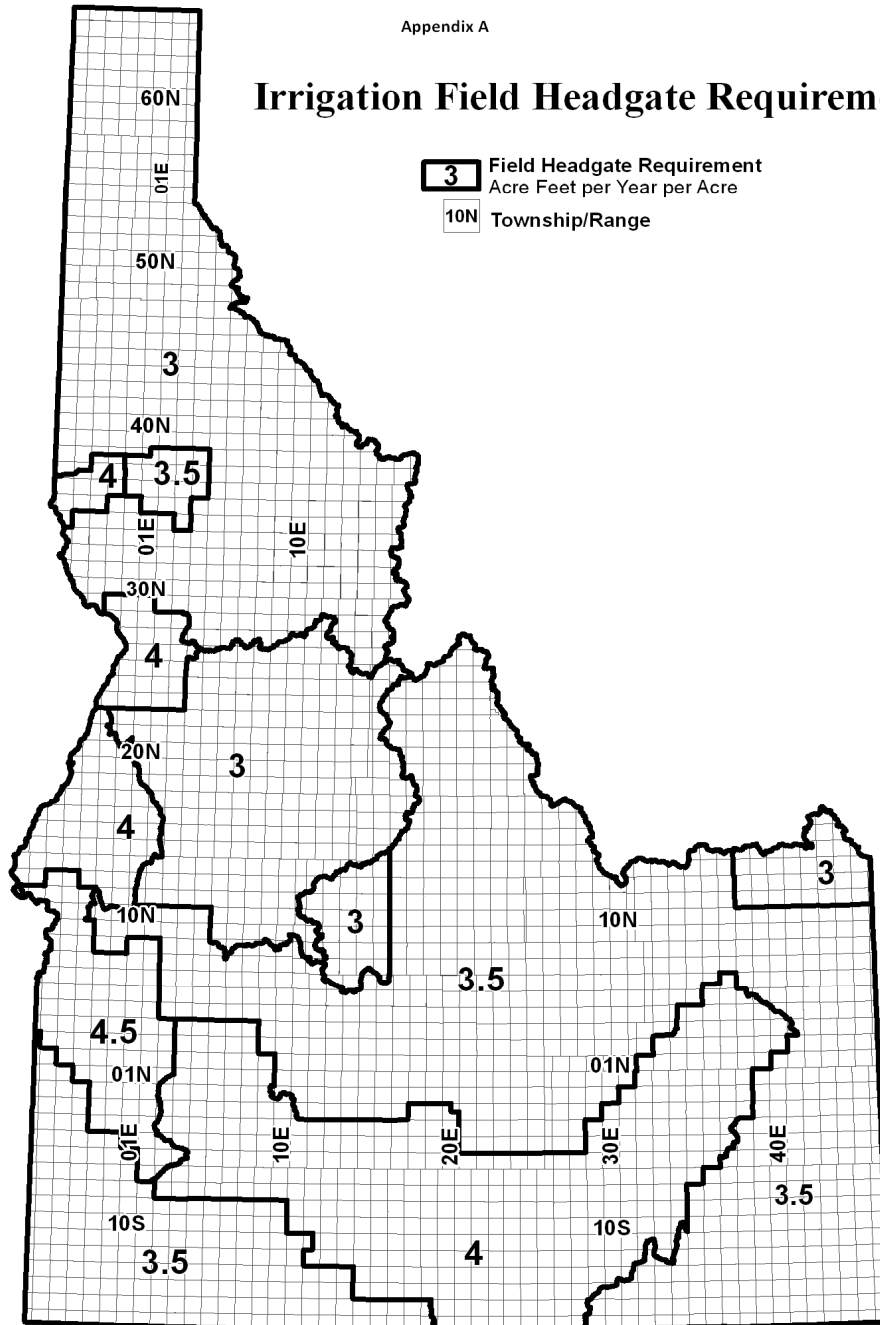 Appendix A
Irrigation Field Headgate Requirem
3 Field Headgate Requirement
Acre Feet per Year per Acre
10N Township/Range
60N
01E
50N
3
40N
4 3.5
01E 10E
30N
4
20N
3
4
3
10N
3
10N
3.5
4.5
01N
01N
01E 10E 20E 30E 40E
10E
3.5
10S
10S
3.5
4